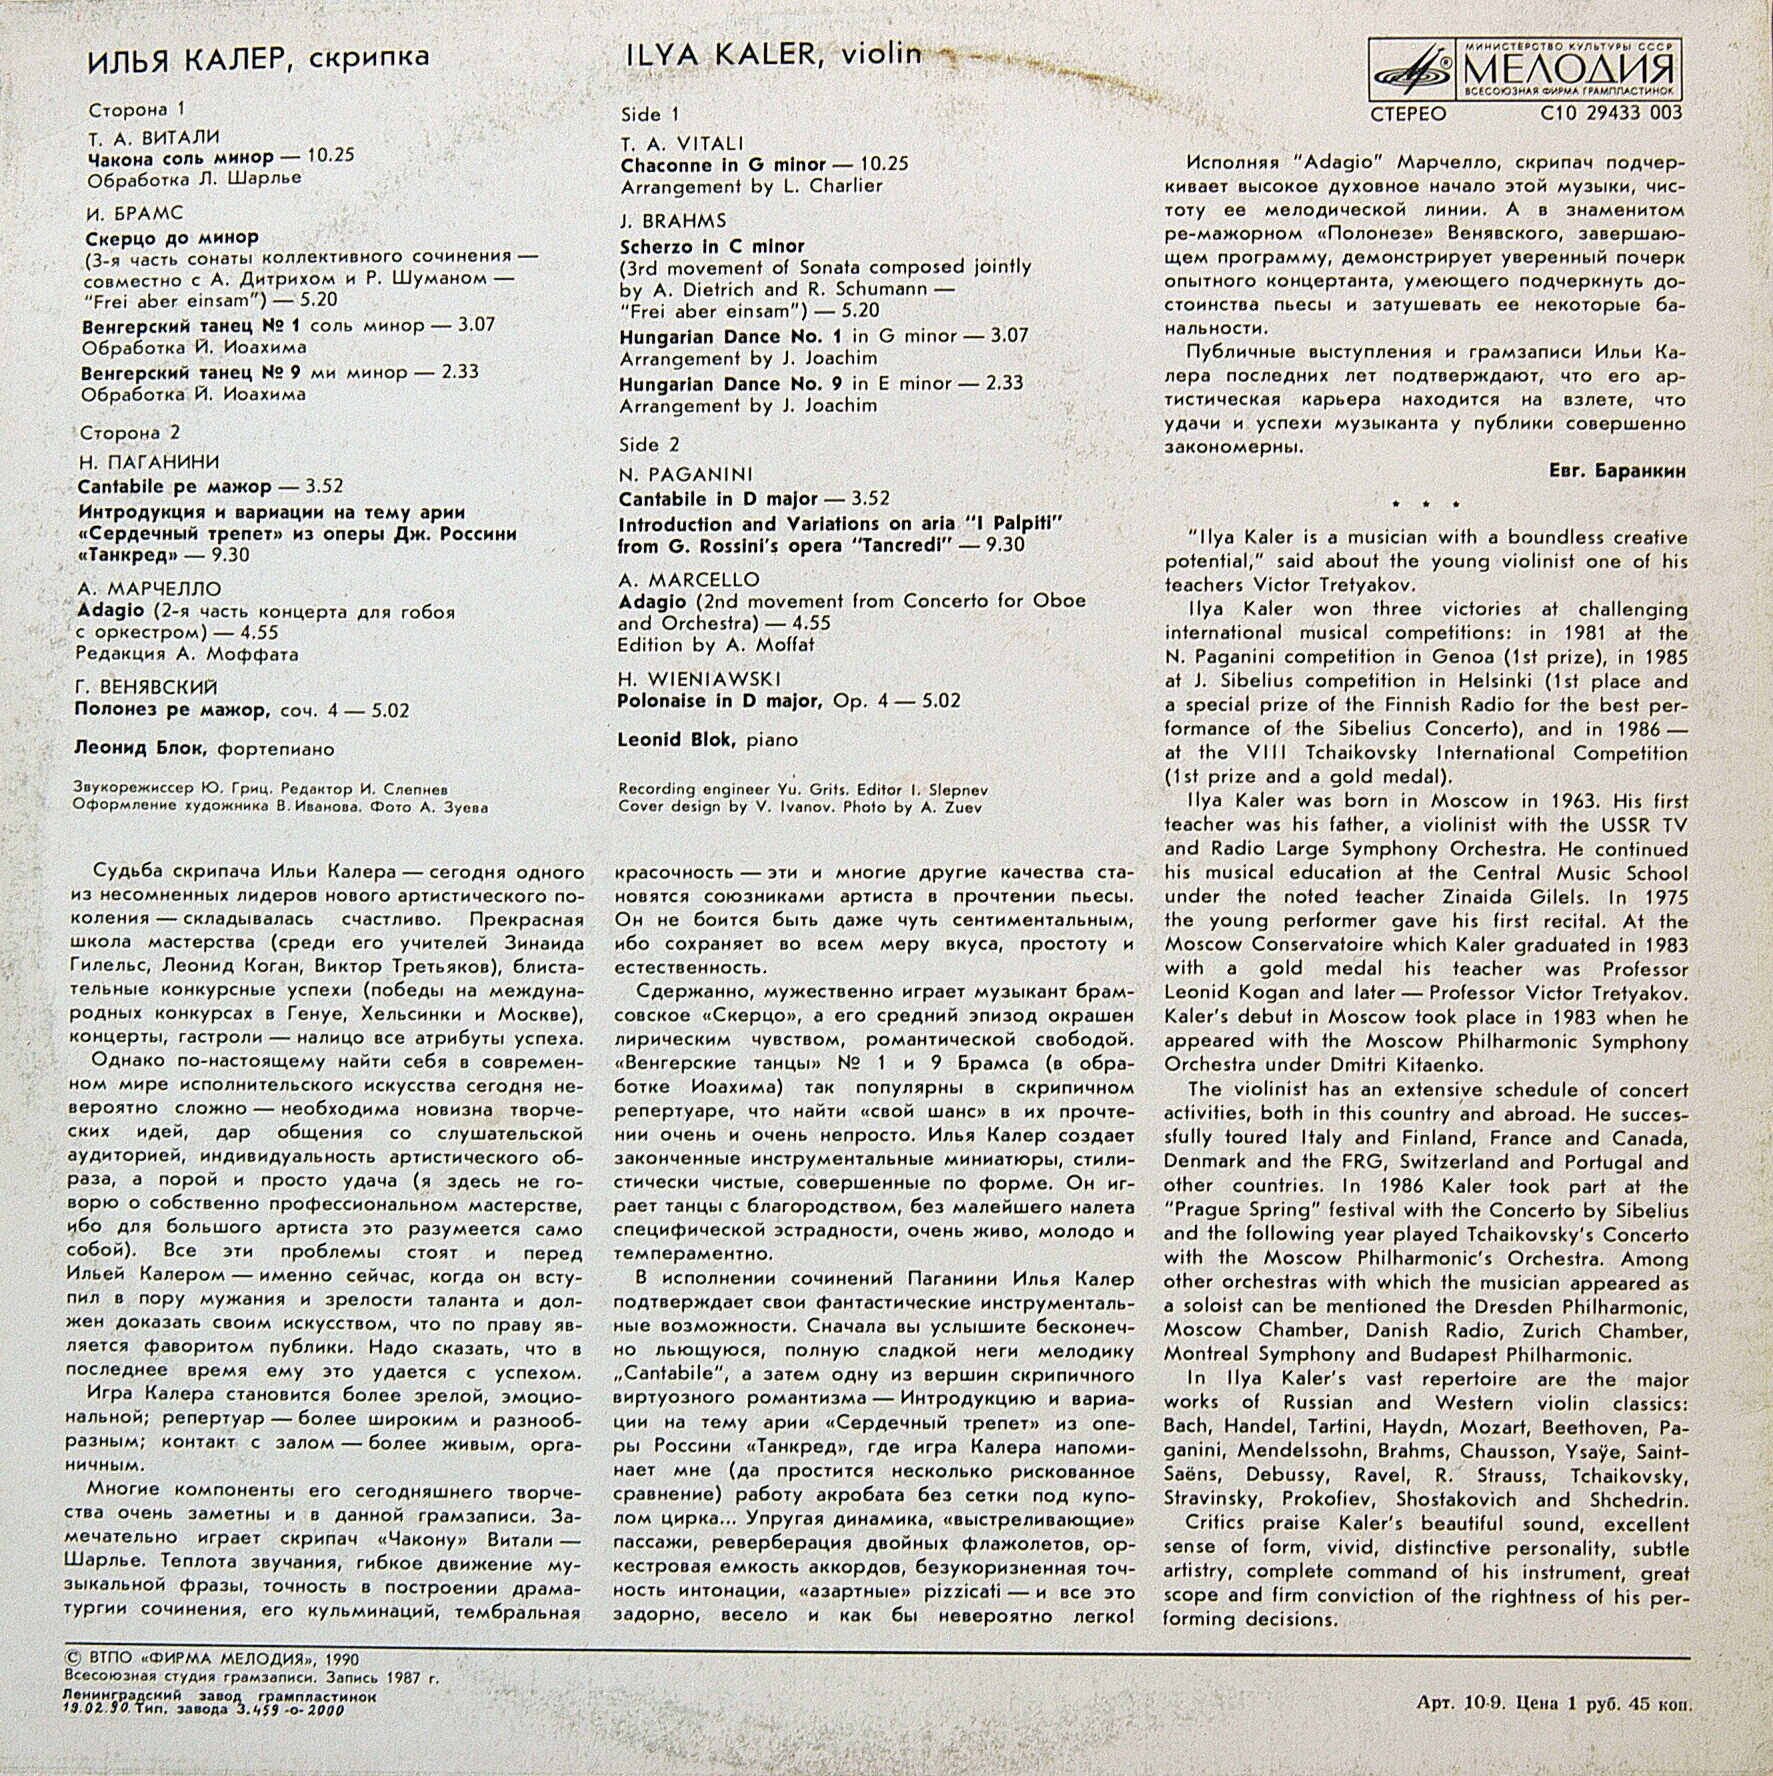 ИЛЬЯ КАЛЕР, скрипка
Сторона 1
Т. А. ВИТАЛИ
Чакона соль минор — 10.25
Обработка Л. Шарлье
И. БРАМС
Скерцо до минор
(3-я часть сонаты коллективного сочинения —
совместно с А. Дитрихом и Р. Шуманом —
“Frei aber einsam”) — 5.20
Венгерский танец № 1 соль минор — 3.07
Обработка Й. Иоахима
Венгерский танец № 9 ми минор — 2.33
Обработка Й. Иоахима
Сторона 2
Н. ПАГАНИНИ
Cantabile ре мажор — 3.52
Интродукция и вариации на тему арии
«Сердечный трепет» из оперы Дж. Россини
«Танкред» — 9.30
А. МАРЧЕЛЛО
Adagio (2-я часть концерта для гобоя
с оркестром) — 4.55
Редакция А. Моффата
Г. ВЕНЯВСКИЙ
Полонез ре мажор, соч. 4 — 5.02
Леонид Блок, фортепиано
Звукорежиссер Ю. Гриц. Редактор И. Слепнев
Оформление художника В. Иванова. Фото А. Зуева
ILYA KALER, violin
Side 1
T. A. VITALI
Chaconne in G minor — 10.25
Arrangement by L. Charlier
J. BRAHMS
Scherzo in C minor
(3rd movement of Sonata composed jointly
by A. Dietrich and R. Schumann —
“Frei aber einsam”) — 5.20
Hungarian Dance No. 1 in G minor — 3.07
Arrangement by J. Joachim
Hungarian Dance No. 9 in E minor — 2.33
Arrangement by J. Joachim
Side 2
N. PAGANINI
Cantabile in D major — 3.52
Introduction and Variations on aria “I Palpiti”
from G. Rossini’s opera “Tancredi” — 9.30
A. MARCELLO
Adagio (2nd movement from Concerto for Oboe
and Orchestra) — 4.55
Edition by A. Moffat
H. WIENIAWSKI
Polonaise in D major, Op. 4 — 5.02
Leonid Blok, piano
Recording engineer Yu. Grits. Editor I. Slepnev
Cover design by V. Ivanov. Photo by A. Zuev
МИНИСТЕРСТВО КУЛЬТУРЫ СССР
® МЕЛОДИЯ
ВСЕСОЮЗНАЯ ФИРМА ГРАМПЛАСТИНОК
СТЕРЕО С10 29433 003
Судьба скрипача Ильи Калера — сегодня одного
из несомненных лидеров нового артистического по-
коления — складывалась счастливо. Прекрасная
школа мастерства (среди его учителей Зинаида
Гилельс, Леонид Коган, Виктор Третьяков), блиста-
тельные конкурсные успехи (победы на междуна-
родных конкурсах в Генуе, Хельсинки и Москве),
концерты, гастроли — налицо все атрибуты успеха.
Однако по-настоящему найти себя в современ-
ном мире исполнительского искусства сегодня не-
вероятно сложно — необходима новизна творче-
ских идей, дар общения со слушательской
аудиторией, индивидуальность артистического об-
раза, а порой и просто удача (я здесь не го-
ворю о собственно профессиональном мастерстве,
ибо для большого артиста это разумеется само
собой). Все эти проблемы стоят и перед
Ильей Калером — именно сейчас, когда он всту-
пил в пору мужания и зрелости таланта и дол-
жен доказать своим искусством, что по праву яв-
ляется фаворитом публики. Надо сказать, что в
последнее время ему это удается с успехом.
Игра Калера становится более зрелой, эмоцио-
нальной; репертуар — более широким и разнооб-
разным; контакт с залом — более живым, орга-
ничным.
Многие компоненты его сегодняшнего творче-
ства очень заметны и в данной грамзаписи. За-
мечательно играет скрипач «Чакону» Витали —
Шарлье. Теплота звучания, гибкое движение му-
зыкальной фразы, точность в построении драма-
тургии сочинения, его кульминаций, тембральная
красочность — эти и многие другие качества ста-
новятся союзниками артиста в прочтении пьесы.
Он не боится быть даже чуть сентиментальным,
ибо сохраняет во всем меру вкуса, простоту и
естественность.
Сдержанно, мужественно играет музыкант брам-
совское «Скерцо», а его средний эпизод окрашен
лирическим чувством, романтической свободой.
«Венгерские танцы» № 1 и 9 Брамса (в обра-
ботке Иоахима) так популярны в скрипичном
репертуаре, что найти «свой шанс» в их прочте-
нии очень и очень непросто. Илья Калер создает
законченные инструментальные миниатюры, стили-
стически чистые, совершенные по форме. Он иг-
рает танцы с благородством, без малейшего налета
специфической эстрадности, очень живо, молодо и
темпераментно.
В исполнении сочинений Паганини Илья Калер
подтверждает свои фантастические инструменталь-
ные возможности. Сначала вы услышите бесконеч-
но льющуюся, полную сладкой неги мелодику
„Cantabile“, а затем одну из вершин скрипичного
виртуозного романтизма — Интродукцию и вариа-
ции на тему арии «Сердечный трепет» из опе-
ры Россини «Танкред», где игра Калера напоми-
нает мне (да простится несколько рискованное
сравнение) работу акробата без сетки под купо-
лом цирка... Упругая динамика, «выстреливающие»
пассажи, реверберация двойных флажолетов, ор-
кестровая емкость аккордов, безукоризненная точ-
ность интонации, «азартные» pizzicati — и все это
задорно, весело и как бы невероятно легко!
Исполняя “Adagio” Марчелло, скрипач подчер-
кивает высокое духовное начало этой музыки, чис-
тоту ее мелодической линии. А в знаменитом
ре-мажорном «Полонезе» Венявского, завершаю-
щем программу, демонстрирует уверенный почерк
опытного концертанта, умеющего подчеркнуть до-
стоинства пьесы и затушевать ее некоторые ба-
нальности.
Публичные выступления и грамзаписи Ильи Ка-
лера последних лет подтверждают, что его ар-
тистическая карьера находится на взлете, что
удачи и успехи музыканта у публики совершенно
закономерны.
Евг. Баранкин
* * *
“Ilya Kaler is a musician with a boundless creative
potential,” said about the young violinist one of his
teachers Victor Tretyakov.
Ilya Kaler won three victories at challenging
international musical competitions: in 1981 at the
N. Paganini competition in Genoa (1st prize), in 1985
at J. Sibelius competition in Helsinki (1st place and
a special prize of the Finnish Radio for the best per-
formance of the Sibelius Concerto), and in 1986 —
at the VIII Tchaikovsky International Competition
(1st prize and a gold medal).
Ilya Kaler was born in Moscow in 1963. His first
teacher was his father, a violinist with the USSR TV
and Radio Large Symphony Orchestra. He continued
his musical education at the Central Music School
under the noted teacher Zinaida Gilels. In 1975
the young performer gave his first recital. At the
Moscow Conservatoire which Kaler graduated in 1983
with a gold medal his teacher was Professor
Leonid Kogan and later — Professor Victor Tretyakov.
Kaler’s debut in Moscow took place in 1983 when he
appeared with the Moscow Philharmonic Symphony
Orchestra under Dmitri Kitaenko.
The violinist has an extensive schedule of concert
activities, both in this country and abroad. He succes-
sfully toured Italy and Finland, France and Canada,
Denmark and the FRG, Switzerland and Portugal and
other countries. In 1986 Kaler took part at the
“Prague Spring” festival with the Concerto by Sibelius
and the following year played Tchaikovsky’s Concerto
with the Moscow Philharmonic’s Orchestra. Among
other orchestras with which the musician appeared as
a soloist can be mentioned the Dresden Philharmonic,
Moscow Chamber, Danish Radio, Zurich Chamber,
Montreal Symphony and Budapest Philharmonic.
In Ilya Kaler’s vast repertoire are the major
works of Russian and Western violin classics:
Bach, Handel, Tartini, Haydn, Mozart, Beethoven, Pa-
ganini, Mendelssohn, Brahms, Chausson, Ysaÿe, Saint-
Saëns, Debussy, Ravel, R. Strauss, Tchaikovsky,
Stravinsky, Prokofiev, Shostakovich and Shchedrin.
Critics praise Kaler’s beautiful sound, excellent
sense of form, vivid, distinctive personality, subtle
artistry, complete command of his instrument, great
scope and firm conviction of the rightness of his per-
forming decisions.
© ВТПО «ФИРМА МЕЛОДИЯ», 1990
Всесоюзная студия грамзаписи. Запись 1987 г.
Ленинградский завод грампластинок
19.02.90. Тип. завода З.459-о-2000
Арт. 10-9. Цена 1 руб. 45 коп.